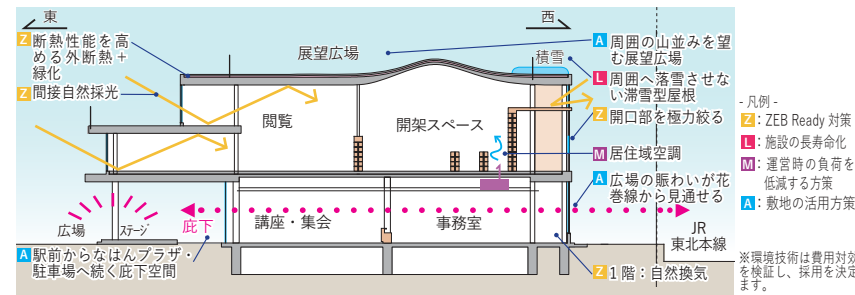 東
西
Z 断熱性能を高
める外断熱＋
緑化
Z 間接自然採光
展望広場
積雪
A 周囲の山並みを望
む展望広場
L 周囲へ落雪させな
い滞雪型屋根
Z 開口部を極力絞る
閲覧
開架スペース
M 居住域空調
A 広場の賑わいが花
巻線から見通せる
広場
ステージ
庇下
講座・集会
事務室
JR
東北本線
A 駅前からなはんプラザ・
駐車場へ続く庇下空間
Z 1階：自然換気
- 凡例 -
Z：ZEB Ready 対策
L：施設の長寿命化
M：運営時の負荷を
低減する方策
A：敷地の活用方策
※環境技術は費用対効
を検証し、採用を決定
ます。